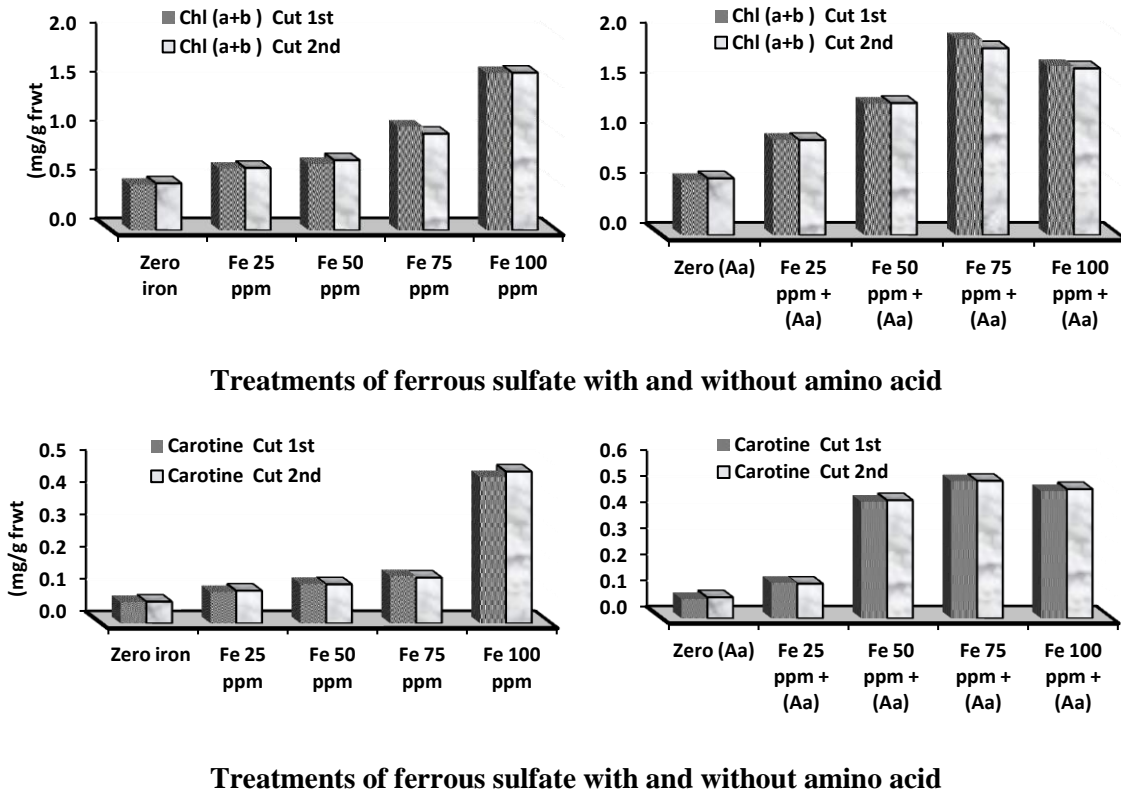 Chl (a+b ) Cut 1st
Chl (a+b ) Cut 2nd
(mg/g frwt
2.0
1.5
1.0
0.5
0.0
Zero iron
Fe 25 ppm
Fe 50 ppm
Fe 75 ppm
Fe 100 ppm
Chl (a+b ) Cut 1st
Chl (a+b ) Cut 2nd
2.0
1.5
1.0
0.5
0.0
Zero (Aa)
Fe 25 ppm + (Aa)
Fe 50 ppm + (Aa)
Fe 75 ppm + (Aa)
Fe 100 ppm + (Aa)
Treatments of ferrous sulfate with and without amino acid
Carotine Cut 1st
Carotine Cut 2nd
(mg/g frwt
0.5
0.4
0.3
0.2
0.1
0.0
Zero iron
Fe 25 ppm
Fe 50 ppm
Fe 75 ppm
Fe 100 ppm
Carotine Cut 1st
Carotine Cut 2nd
0.6
0.5
0.4
0.3
0.2
0.1
0.0
Zero (Aa)
Fe 25 ppm + (Aa)
Fe 50 ppm + (Aa)
Fe 75 ppm + (Aa)
Fe 100 ppm + (Aa)
Treatments of ferrous sulfate with and without amino acid